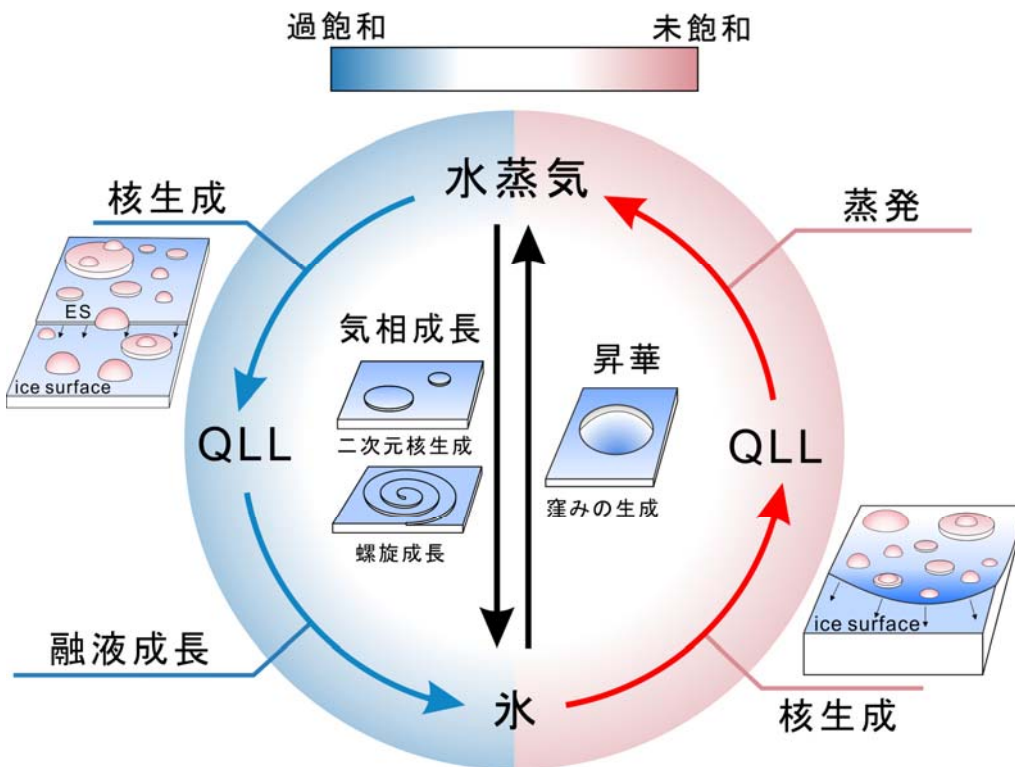 過飽和
未飽和
水蒸気
核生成
蒸発
ES
ice surface
気相成長
二次元核生成
螺旋成長
昇華
窪みの生成
QLL
QLL
ice surface
融液成長
氷
核生成